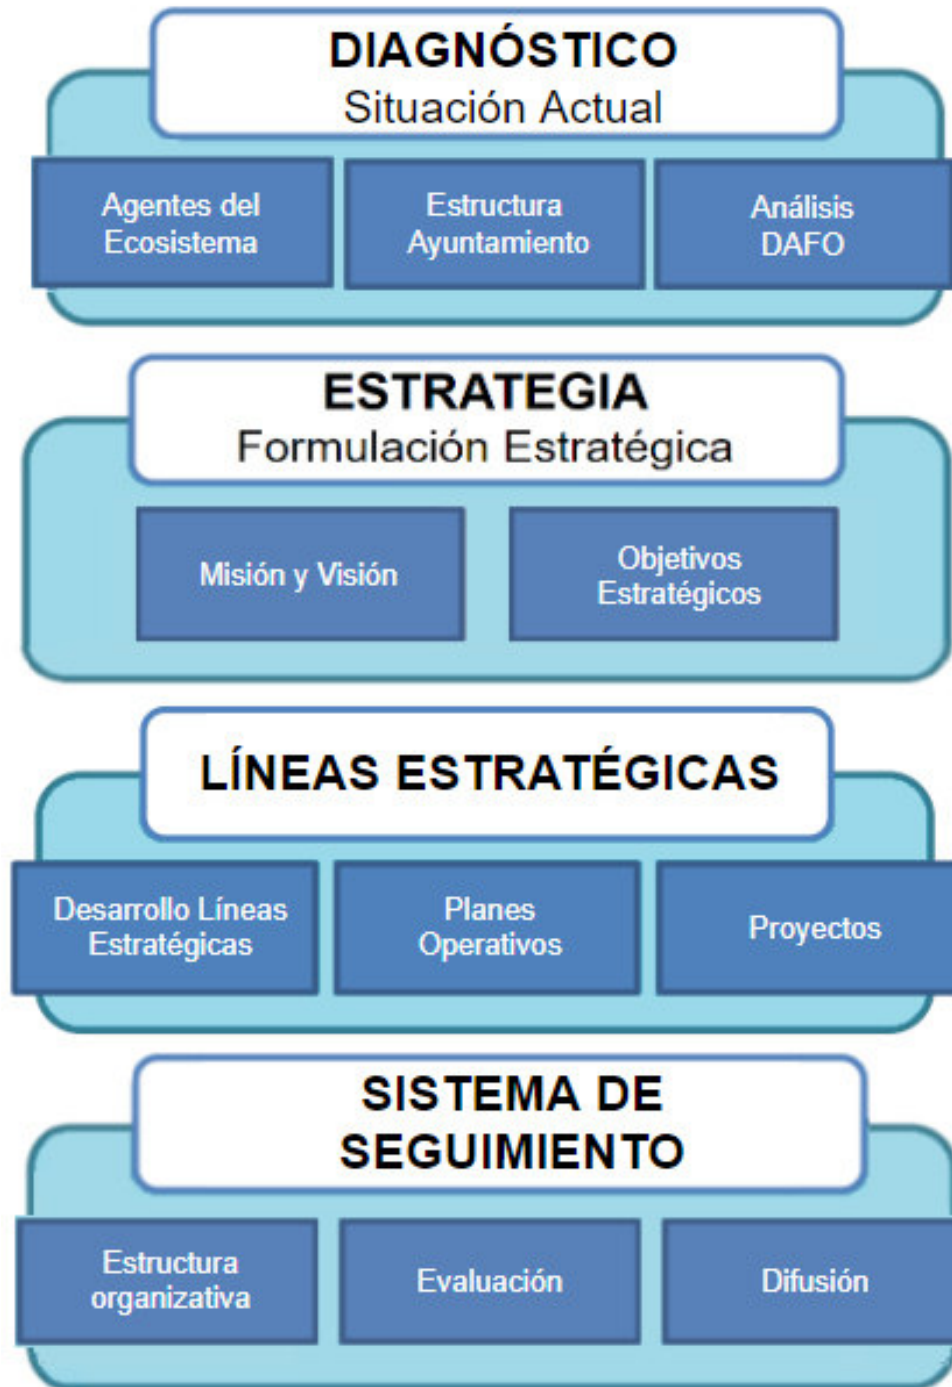 DIAGNÓSTICO
Situación Actual
Agentes del
Ecosistema
Estructura
Ayuntamiento
Análisis
DAFO
ESTRATEGIA
Formulación Estratégica
Misión y Visión
Objetivos
Estratégicos
LÍNEAS ESTRATÉGICAS
Desarrollo Líneas
Estratégicas
Planes
Operativos
Proyectos
SISTEMA DE
SEGUIMIENTO
Estructura
organizativa
Evaluación
Difusión